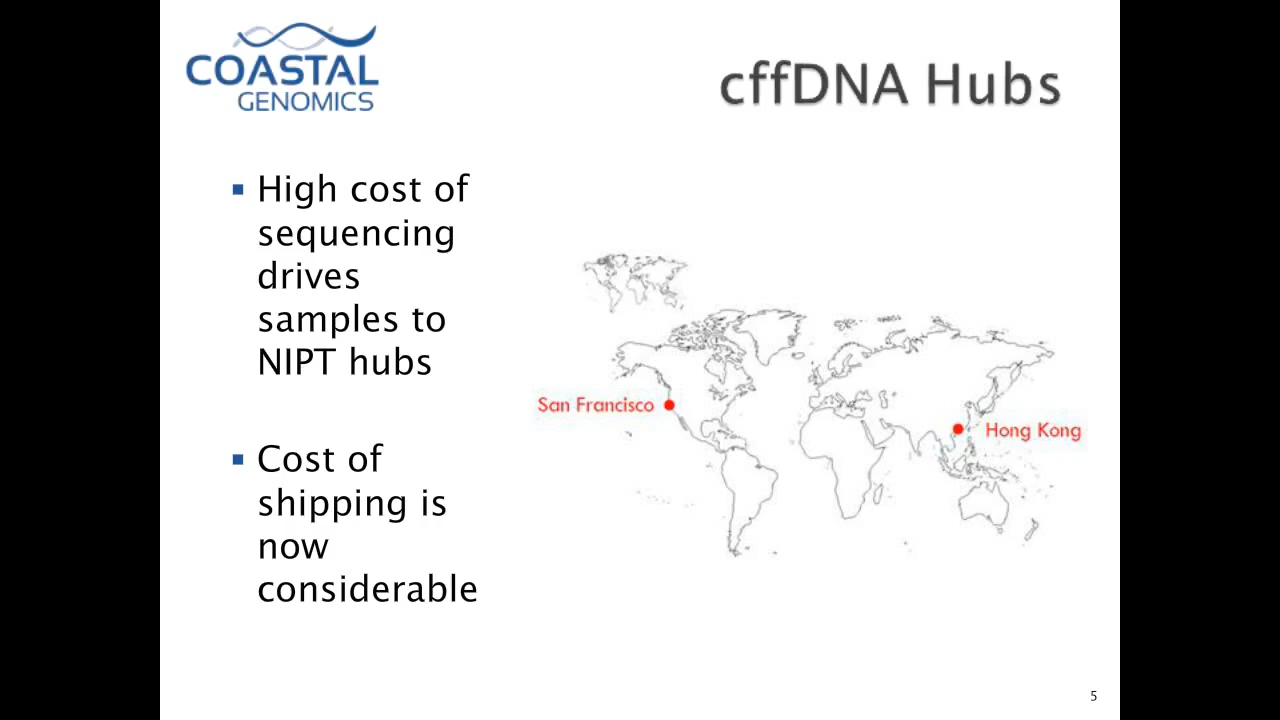 COASTAL
GENOMICS
cffDNA Hubs
▪ High cost of
sequencing
drives
samples to
NIPT hubs
▪ Cost of
shipping is
now
considerable
San Francisco
Hong Kong
5